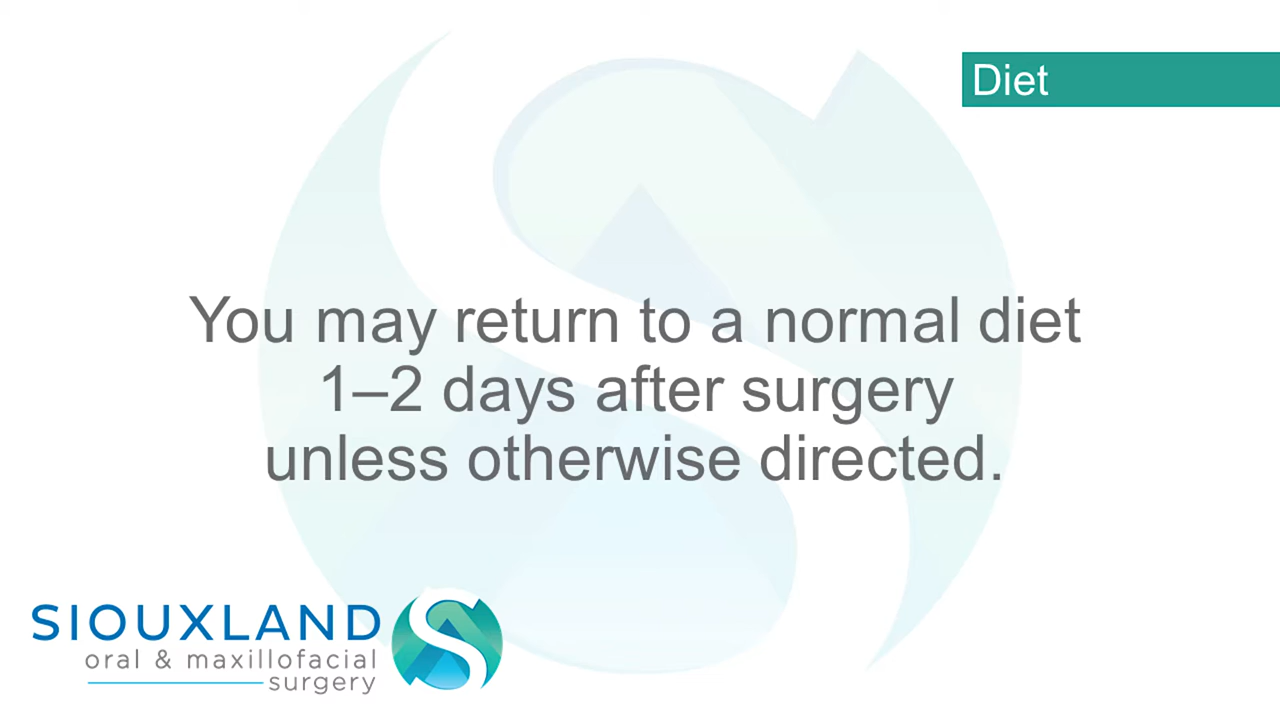 Diet
You may return to a normal diet
1–2 days after surgery
unless otherwise directed.
SIOUXLAND
oral & maxillofacial
surgery